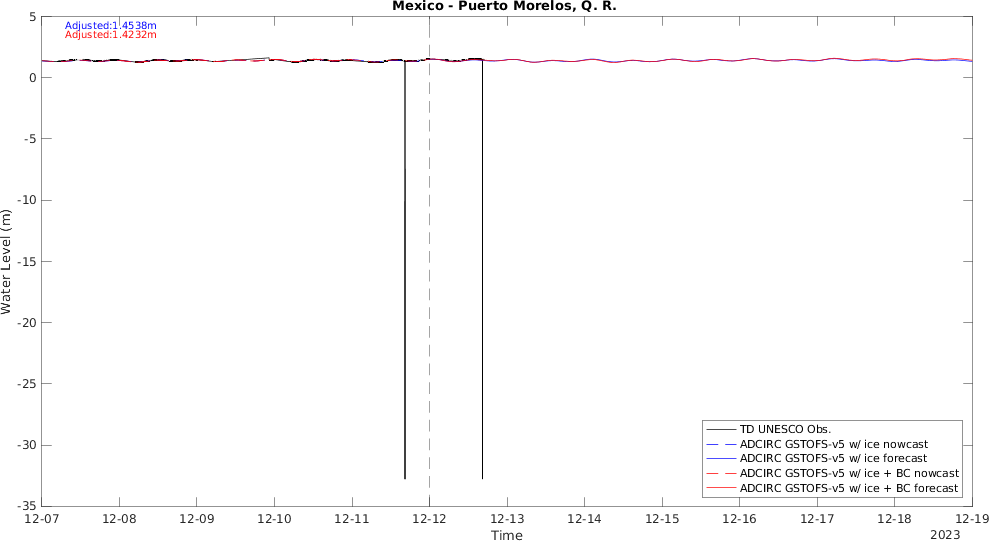 Mexico - Puerto Morelos, Q. R.
Adjusted:1.4538m
Adjusted:1.4232m
5
0
-5
-10
-15
-20
-25
-30
-35
Water Level (m)
TD UNESCO Obs.
ADCIRC GSTOFS-v5 w/ ice nowcast
ADCIRC GSTOFS-v5 w/ ice forecast
ADCIRC GSTOFS-v5 w/ ice + BC nowcast
ADCIRC GSTOFS-v5 w/ ice + BC forecast
12-07 12-08 12-09 12-10 12-11 12-12 12-13 12-14 12-15 12-16 12-17 12-18 12-19
Time
2023